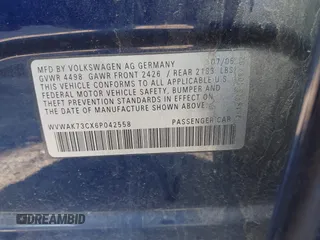 MFD BY VOLKSWAGEN AG GERMANY 07/05
GVWR 4498 GAWR FRONT 2426 / REAR 2195 LBS
THIS VEHICLE CONFORMS TO ALL APPLICABLE U.S.
FEDERAL MOTOR VEHICLE SAFETY, BUMPER AND
THEFT PREVENTION STANDARDS IN EFFECT ON
THE DATE OF MANUFACTURE SHOWN ABOVE.
WVWAK73CX6P042558 PASSENGER CAR
DREAMBID